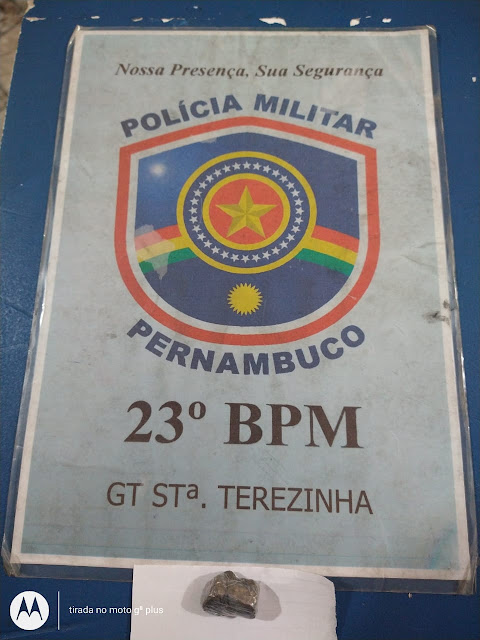 Nossa Presença, Sua Segurança
POLÍCIA MILITAR
PERNAMBUCO
23º BPM
GT STª. TEREZINHA
tirada no moto g⁸ plus